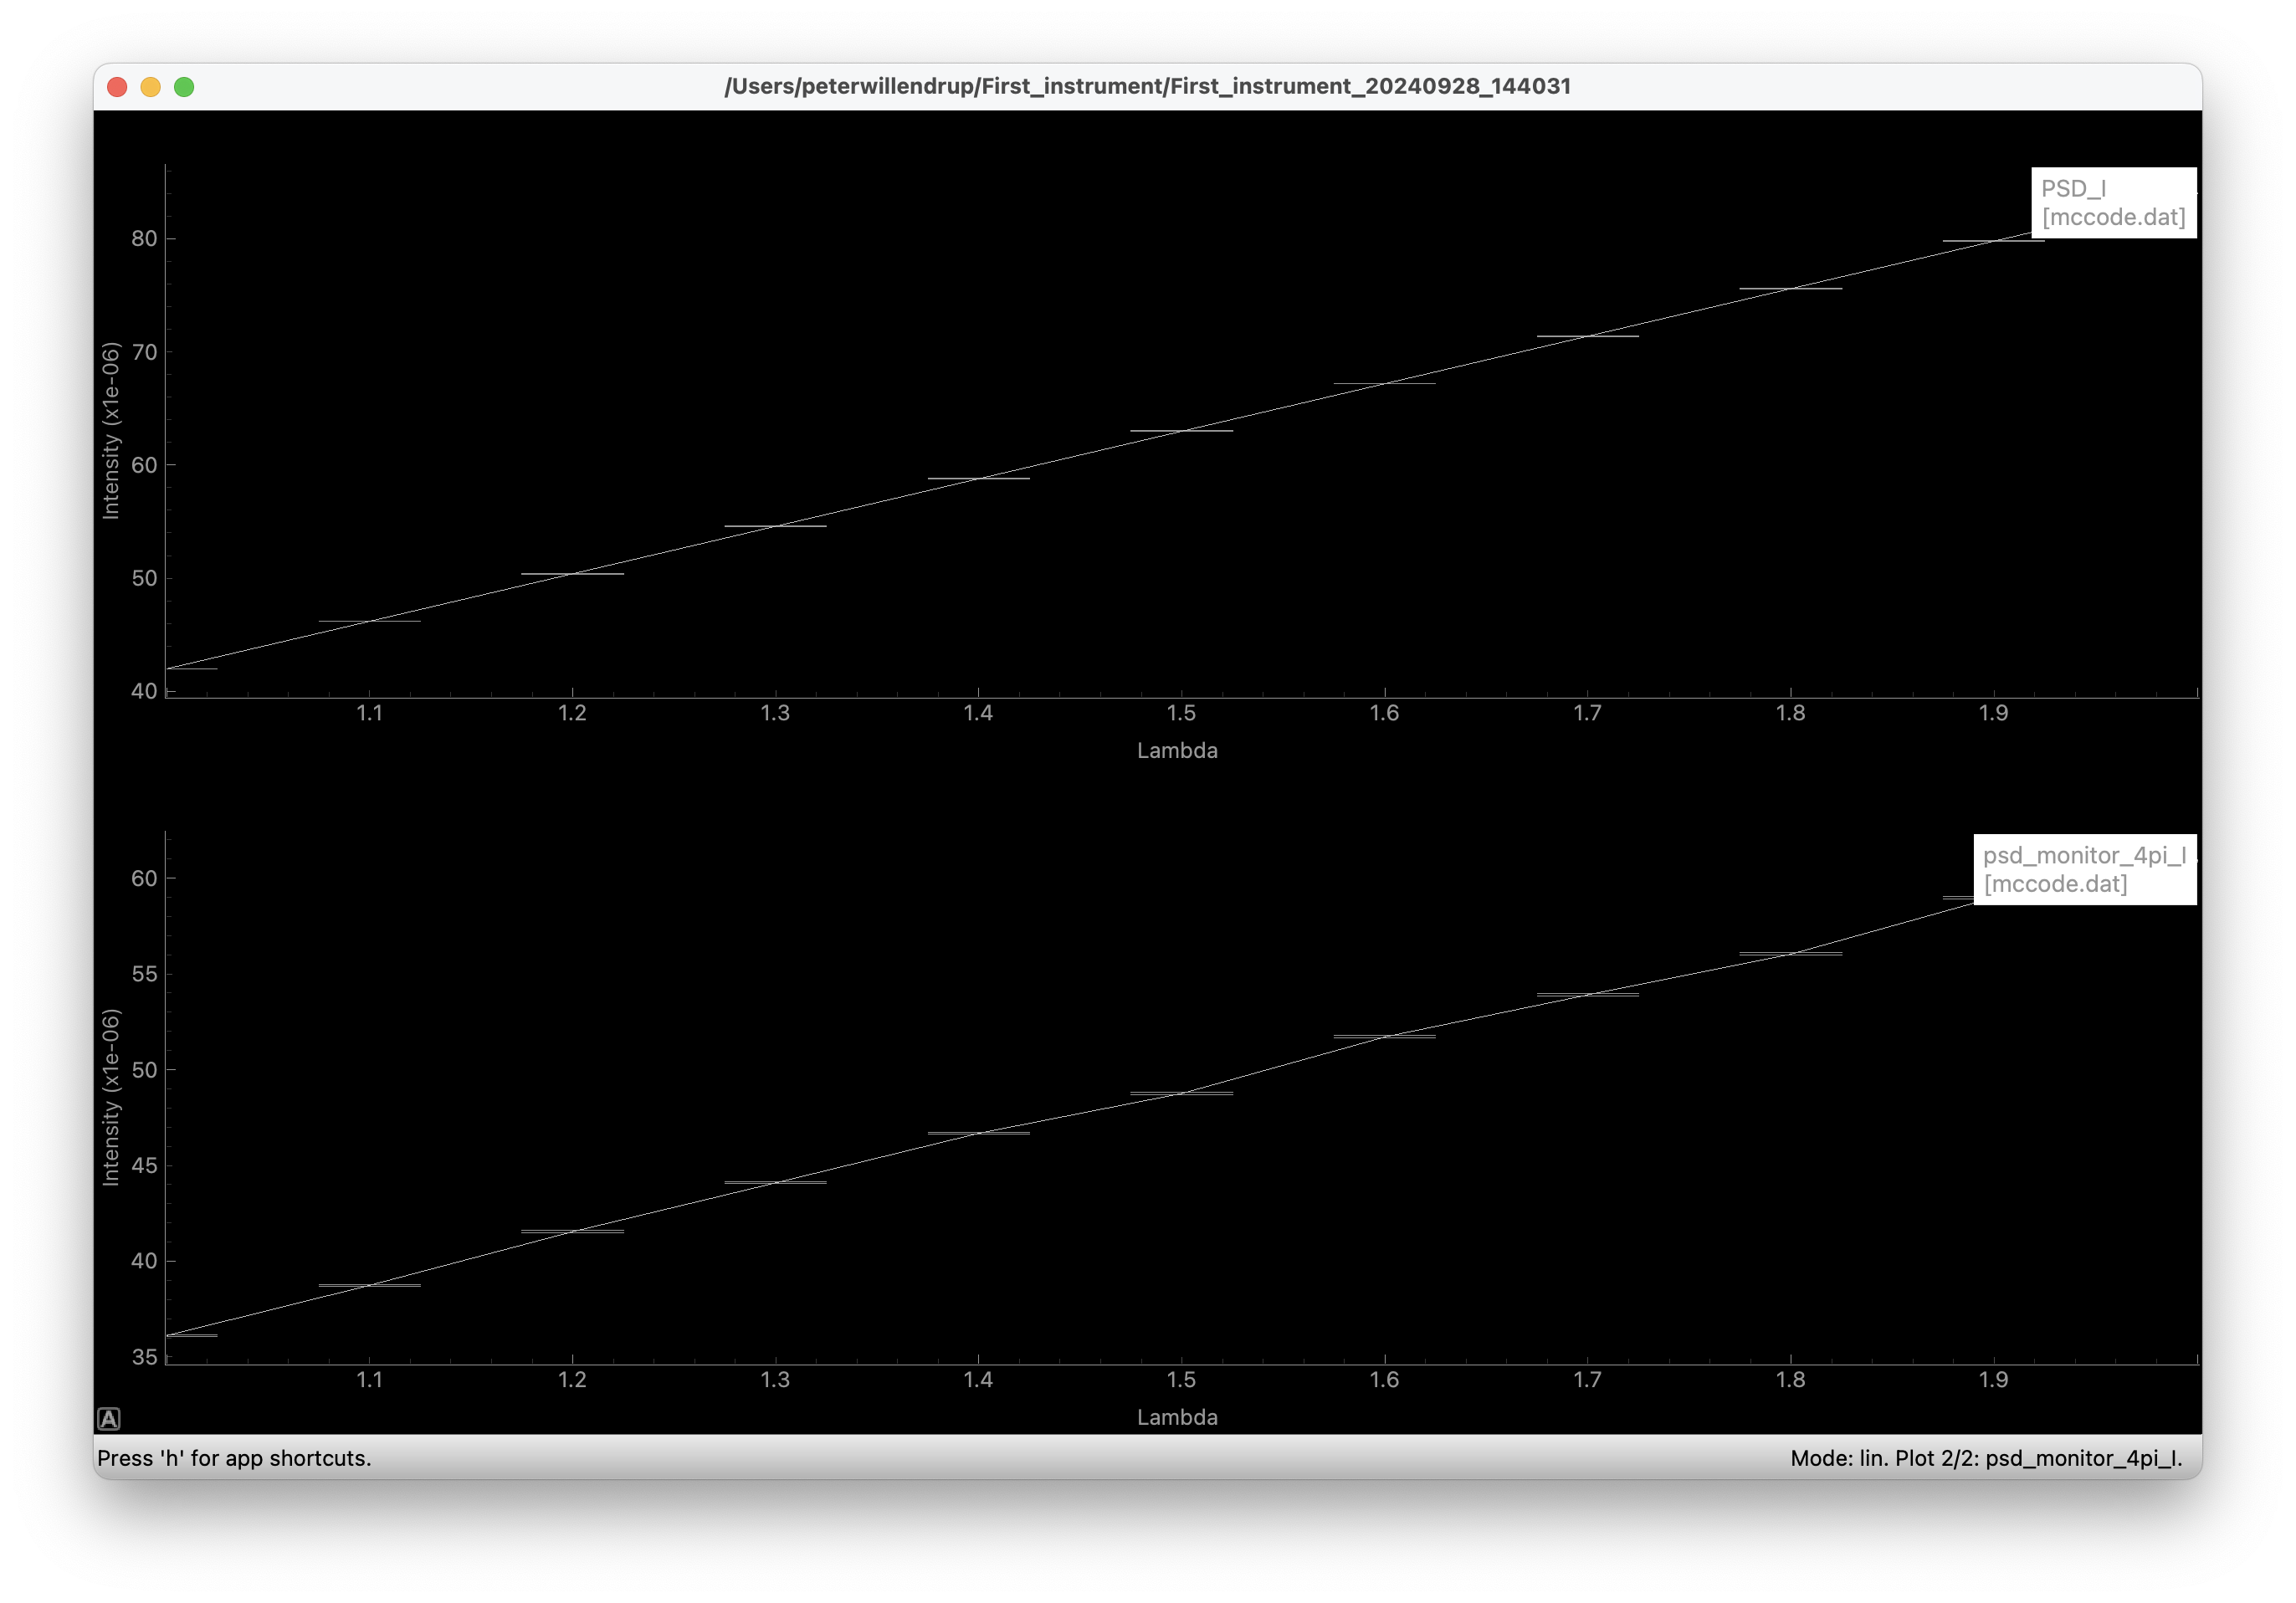 /Users/peterwillendrup/First_instrument/First_instrument_20240928_144031
PSD_I
[mccode.dat]
80
70
60
50
40
Intensity (x1e-06)
1.1 1.2 1.3 1.4 1.5 1.6 1.7 1.8 1.9
Lambda
psd_monitor_4pi_I
[mccode.dat]
60
55
50
45
40
35
Intensity (x1e-06)
1.1 1.2 1.3 1.4 1.5 1.6 1.7 1.8 1.9
Lambda
A
Press 'h' for app shortcuts.
Mode: lin. Plot 2/2: psd_monitor_4pi_I.